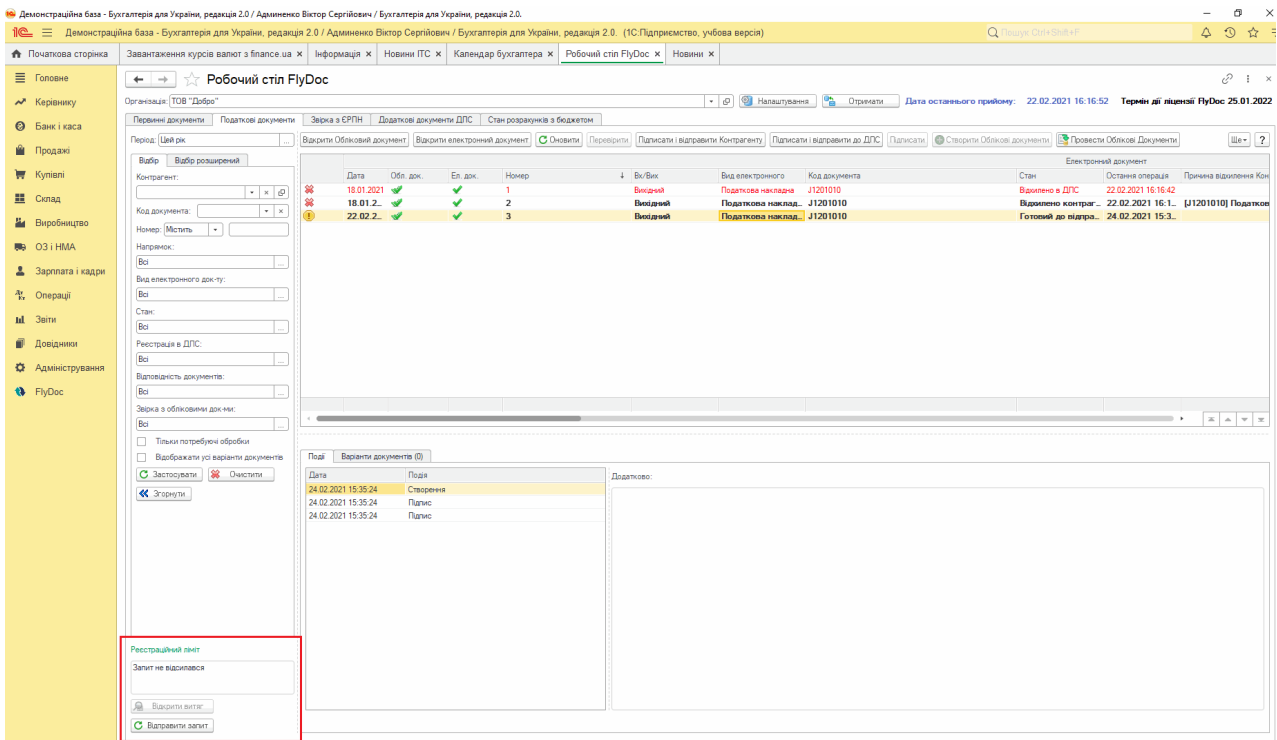 Демонстраційна база - Бухгалтерія для України, редакція 2.0 / Админенко Віктор Сергійович / Бухгалтерія для України, редакція 2.0.
Демонстраційна база - Бухгалтерія для України, редакція 2.0 / Админенко Віктор Сергійович / Бухгалтерія для України, редакція 2.0. (1С:Підприємство, учбова версія)
Пошук Ctrl+Shift+F
Початкова сторінка
Завантаження курсів валют з finance.ua ×
Інформація ×
Новини ІТС ×
Календар бухгалтера ×
Робочий стіл FlyDoc ×
Новини ×
Головне
Керівнику
Банк і каса
Продажі
Купівлі
Склад
Виробництво
ОЗ і НМА
Зарплата і кадри
Операції
Звіти
Довідники
Адміністрування
FlyDoc
Робочий стіл FlyDoc
Організація: ТОВ "Добро"
Налаштування
Отримати
Дата останнього прийому: 22.02.2021 16:16:52
Термін дії ліцензії FlyDoc 25.01.2022
Первинні документи
Податкові документи
Звірка з ЄРПН
Додаткові документи ДПС
Стан розрахунків з бюджетом
Період: Цей рік ...
Відкрити Обліковий документ
Відкрити електронний документ
Оновити
Перевірити
Підписати і відправити Контрагенту
Підписати і відправити до ДПС
Підписати
Створити Облікові документи
Провести Облікові Документи
Ще
?
Відбір
Відбір розширений
Контрагент:
Код документа:
Номер: Містить
Напрямок:
Всі ...
Вид електронного док-ту:
Всі ...
Стан:
Всі ...
Реєстрація в ДПС:
Всі ...
Відповідність документів:
Всі ...
Звірка з обліковими док-ми:
Всі ...
Тільки потребуючі обробки
Відображати усі варіанти документів
Застосувати
Очистити
Згорнути
Електронний документ
Дата Обл. док. Ел. док. Номер ↓ Вх/Вих Вид електронного Код документа Стан Остання операція Причина відхилення Кон
18.01.2021 1 Вихідний Податкова накладна J1201010 Відхилено в ДПС 22.02.2021 16:16:42
18.01.2... 2 Вихідний Податкова наклад... J1201010 Відхилено контраг... 22.02.2021 16:1... [J1201010] Податков
22.02.2... 3 Вихідний Податкова наклад... J1201010 Готовий до відпра... 24.02.2021 15:3...
Події
Варіанти документів (0)
Дата Подія
24.02.2021 15:35:24 Створення
24.02.2021 15:35:24 Підпис
24.02.2021 15:35:24 Підпис
Додатково:
Реєстраційний ліміт
Запит не відсилався
Відкрити витяг
Відправити запит